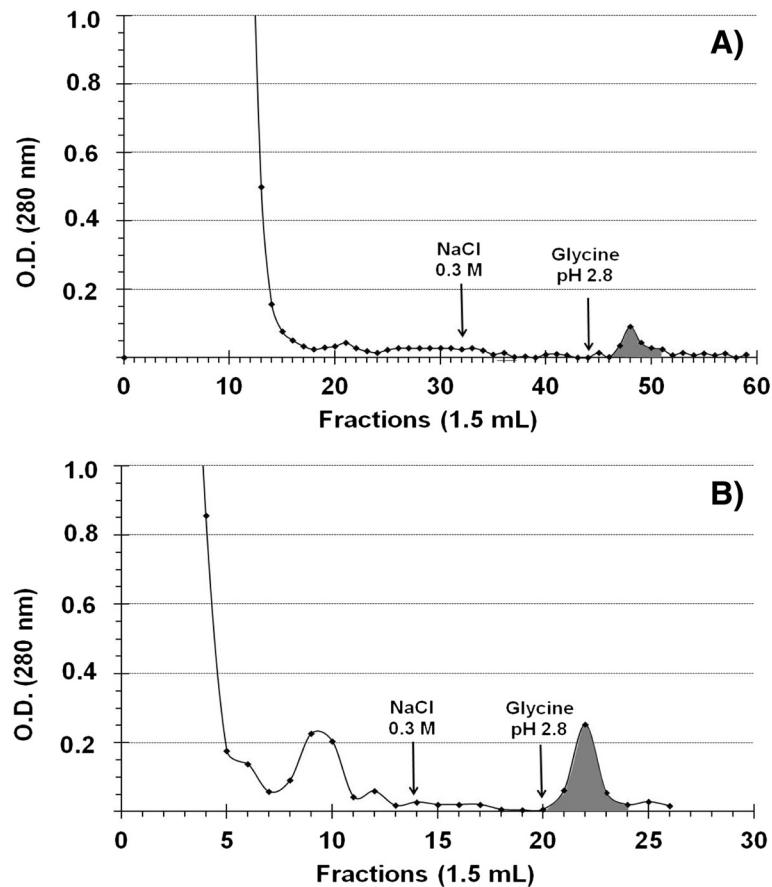 A)
1.0
0.8
0.6
0.4
0.2
O.D. (280 nm)
NaCl
0.3 M
Glycine
pH 2.8
0 10 20 30 40 50 60
Fractions (1.5 mL)
B)
1.0
0.8
0.6
0.4
0.2
O.D. (280 nm)
NaCl
0.3 M
Glycine
pH 2.8
0 5 10 15 20 25 30
Fractions (1.5 mL)